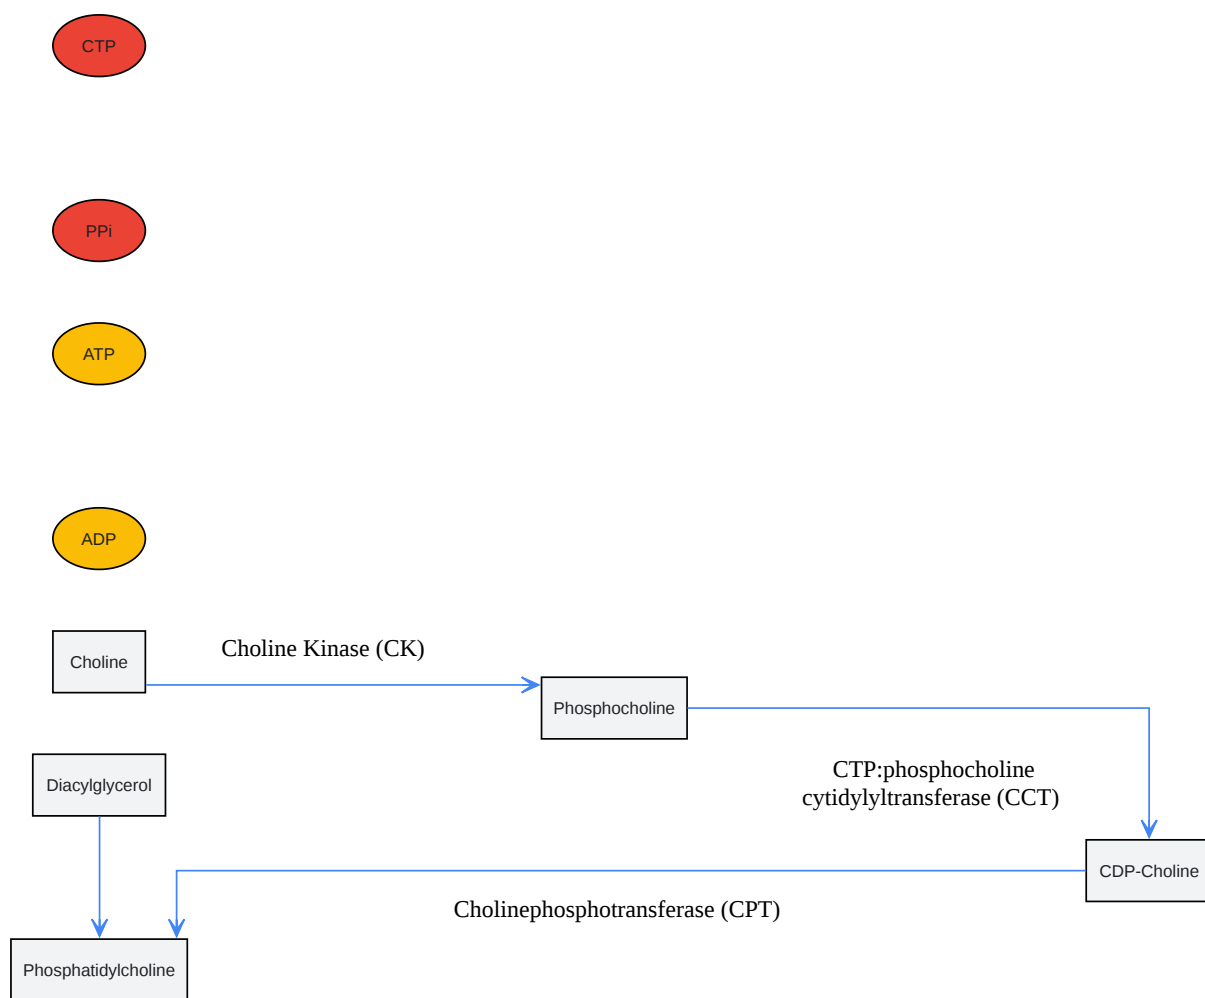 CTP
PPi
ATP
ADP
Choline
Choline Kinase (CK)
Phosphocholine
Diacylglycerol
CTP:phosphocholine
cytidylyltransferase (CCT)
CDP-Choline
Cholinephosphotransferase (CPT)
Phosphatidylcholine